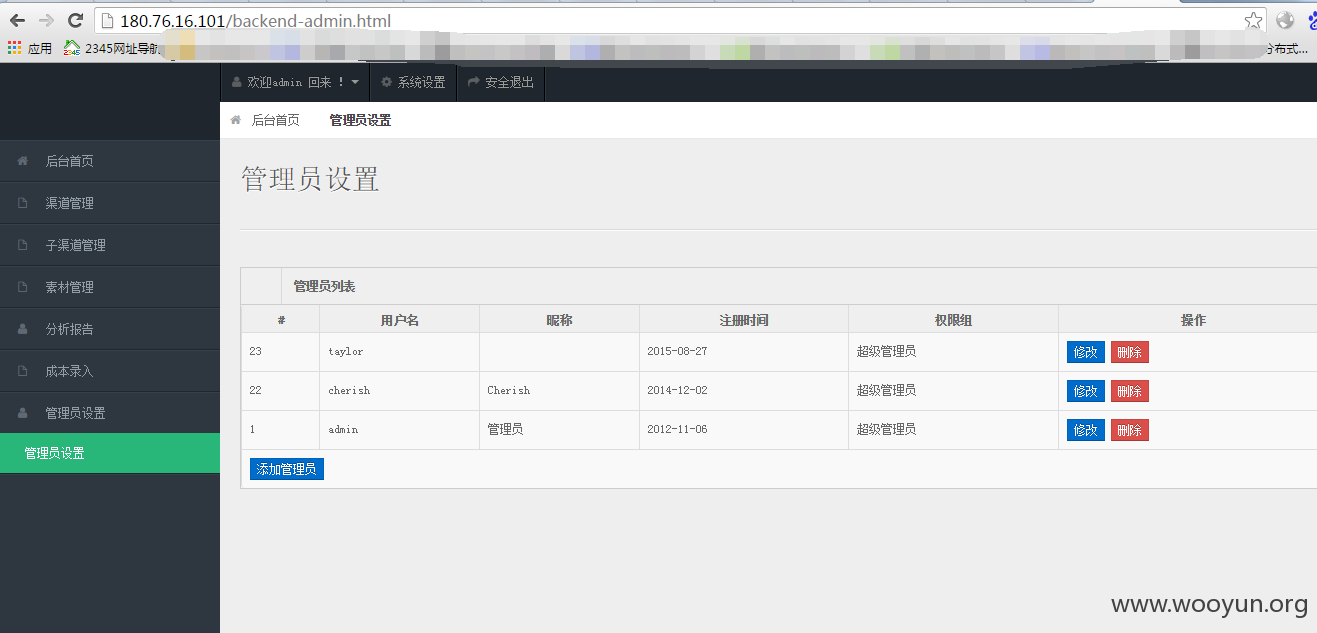 180.76.16.101/backend-admin.html
应用 2345网址导航 分布式...
欢迎admin 回来 ! 系统设置 安全退出
后台首页 管理员设置
后台首页
渠道管理
子渠道管理
素材管理
分析报告
成本录入
管理员设置
管理员设置
管理员设置
管理员列表
# 用户名 昵称 注册时间 权限组 操作
23 taylor 2015-08-27 超级管理员 修改 删除
22 cherish Cherish 2014-12-02 超级管理员 修改 删除
1 admin 管理员 2012-11-06 超级管理员 修改 删除
添加管理员
www.wooyun.org